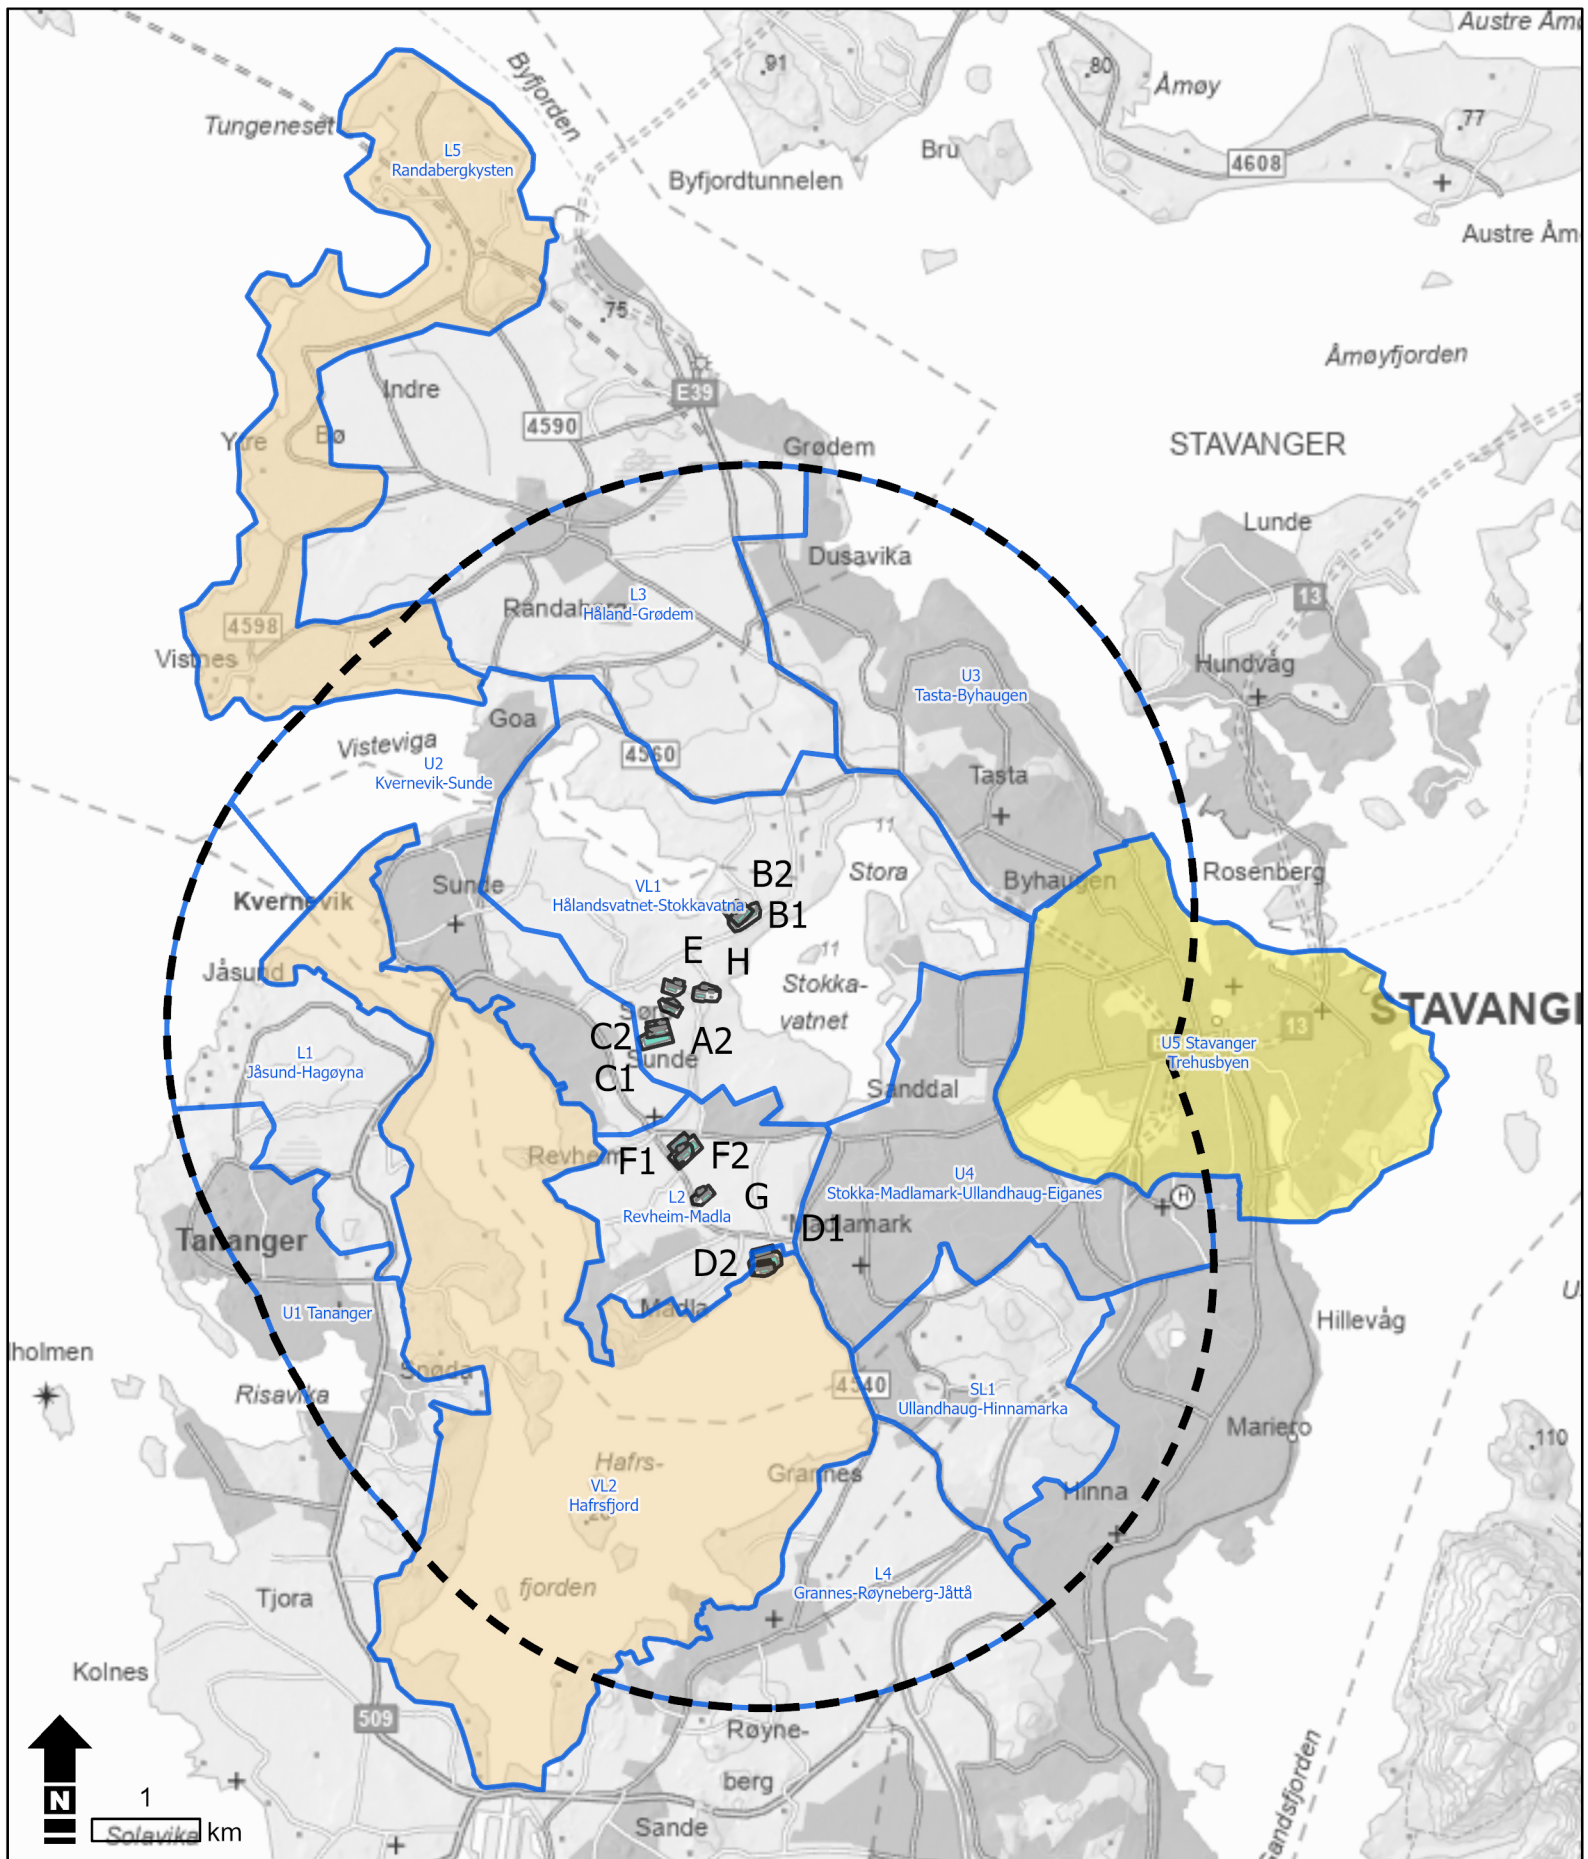 Austre Åm
91
80
Åmøy
Byfjorden
77
Tungeneset
Bru
4608
L5
Randabergkysten
Byfjordtunnelen
Austre Åm
75
Åmøyfjorden
Indre
E39
4590
STAVANGER
Ytre
Bø
Grødem
Lunde
Dusavika
L3
Håland-Grødem
Randaberg
13
4598
Vistnes
Hundvåg
U3
Tasta-Byhaugen
Goa
Visteviga
4560
U2
Kvernevik-Sunde
Tasta
11
B2
Stora
Rosenberg
Sunde
Byhaugen
VL1
Hålandsvatnet-Stokkavatna
Kvernevik
B1
E
H
11
Jåsund
Stokka-
vatnet
STAVANG
13
C2
A2
U5 Stavanger
Trehusbyen
L1
Jåsund-Hagøyna
Sunde
C1
Sanddal
Revheim
F1
F2
U4
Stokka-Madlamark-Ullandhaug-Eiganes
L2
Revheim-Madla
G
H
Madlamark
D1
Tananger
D2
Madla
U1 Tananger
Hillevåg
holmen
Snøda
Risavika
4540
SL1
Ullandhaug-Hinnamarka
Mariero
110
Hafrs-
Grannes
VL2
Hafrsfjord
Hinna
fjorden
L4
Grannes-Røyneberg-Jåttå
Tjora
Kolnes
509
Røyne-
berg
N
1
km
Solavika
Sande
andsfjorden